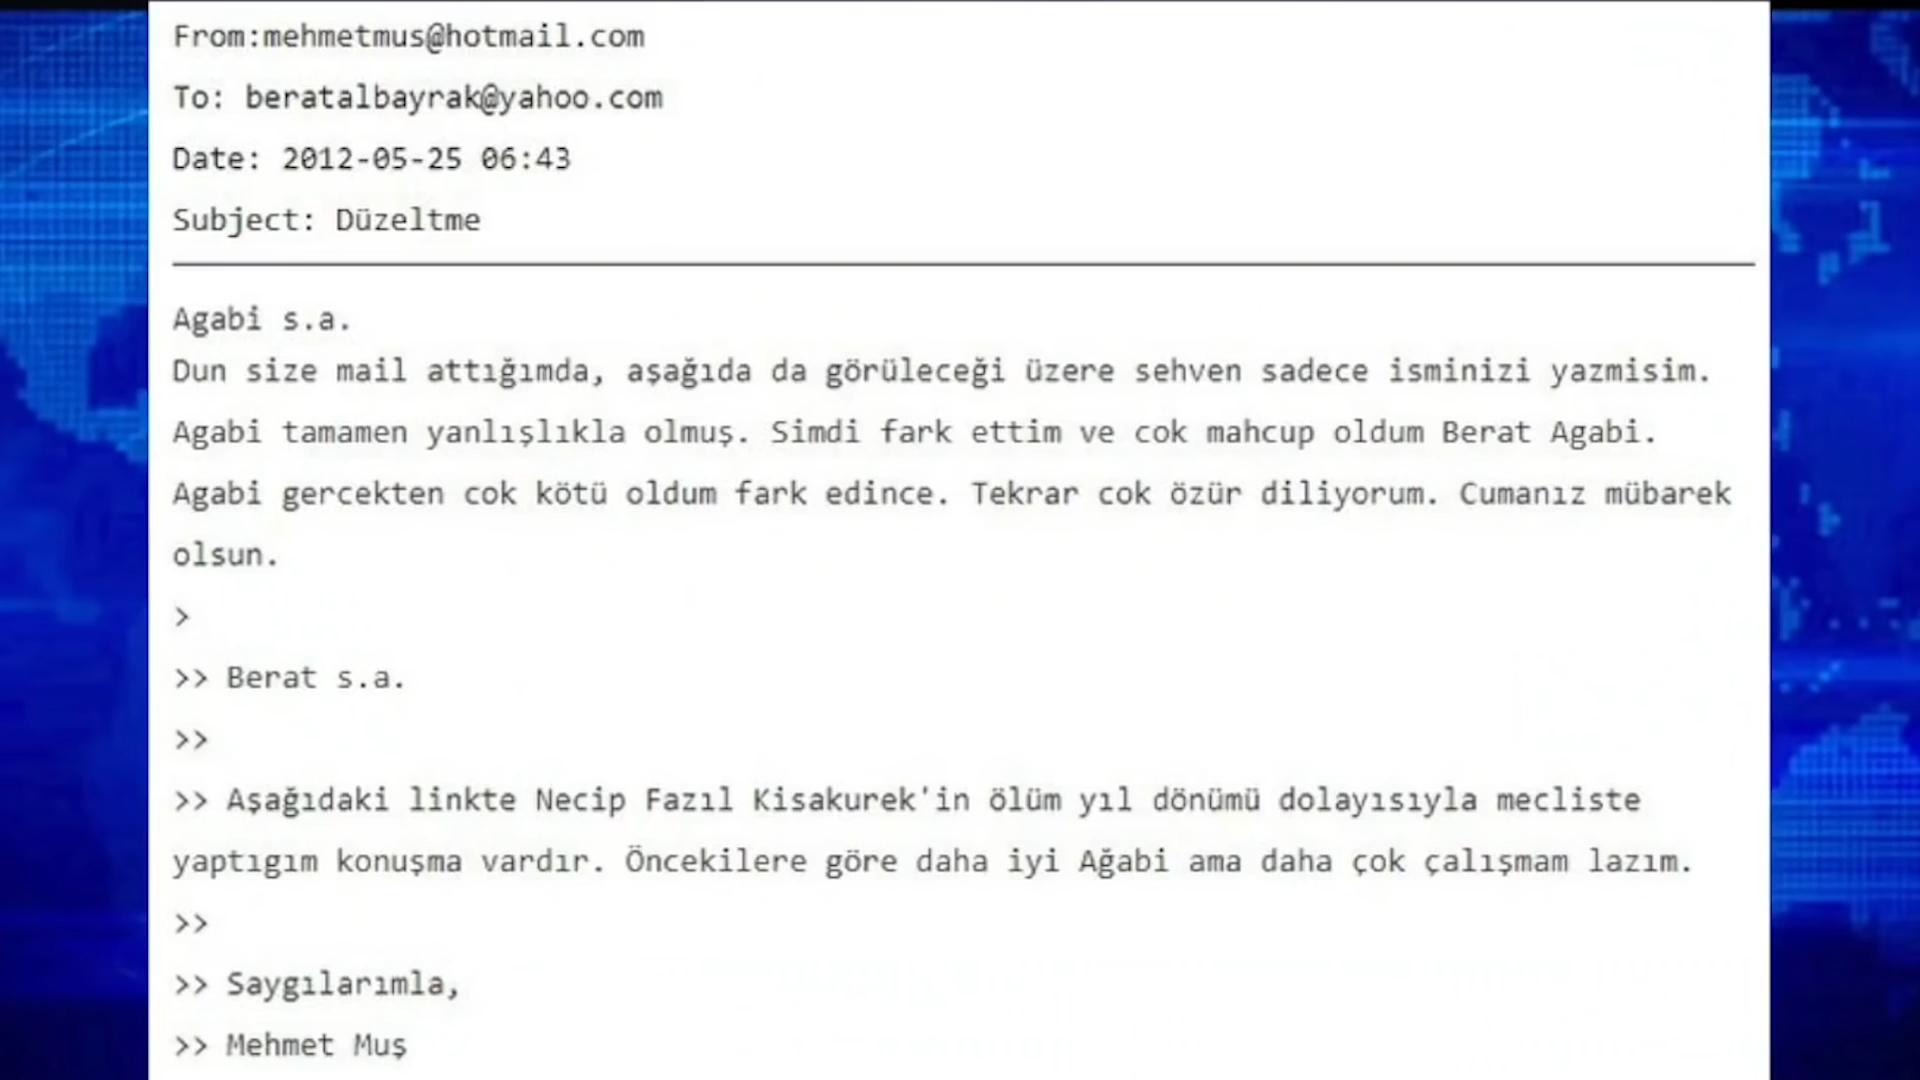 From:mehmetmus@hotmail.com
To: beratalbayrak@yahoo.com
Date: 2012-05-25 06:43
Subject: Düzeltme
Agabi s.a.
Dun size mail attığımda, aşağıda da görüleceği üzere sehven sadece isminizi yazmisim.
Agabi tamamen yanlışlıkla olmuş. Simdi fark ettim ve cok mahcup oldum Berat Agabi.
Agabi gercekten cok kötü oldum fark edince. Tekrar cok özür diliyorum. Cumanız mübarek
olsun.
>
>> Berat s.a.
>>
>> Aşağıdaki linkte Necip Fazıl Kisakurek'in ölüm yıl dönümü dolayısıyla mecliste
yaptıgım konuşma vardır. Öncekilere göre daha iyi Ağabi ama daha çok çalışmam lazım.
>>
>> Saygılarımla,
>> Mehmet Muş